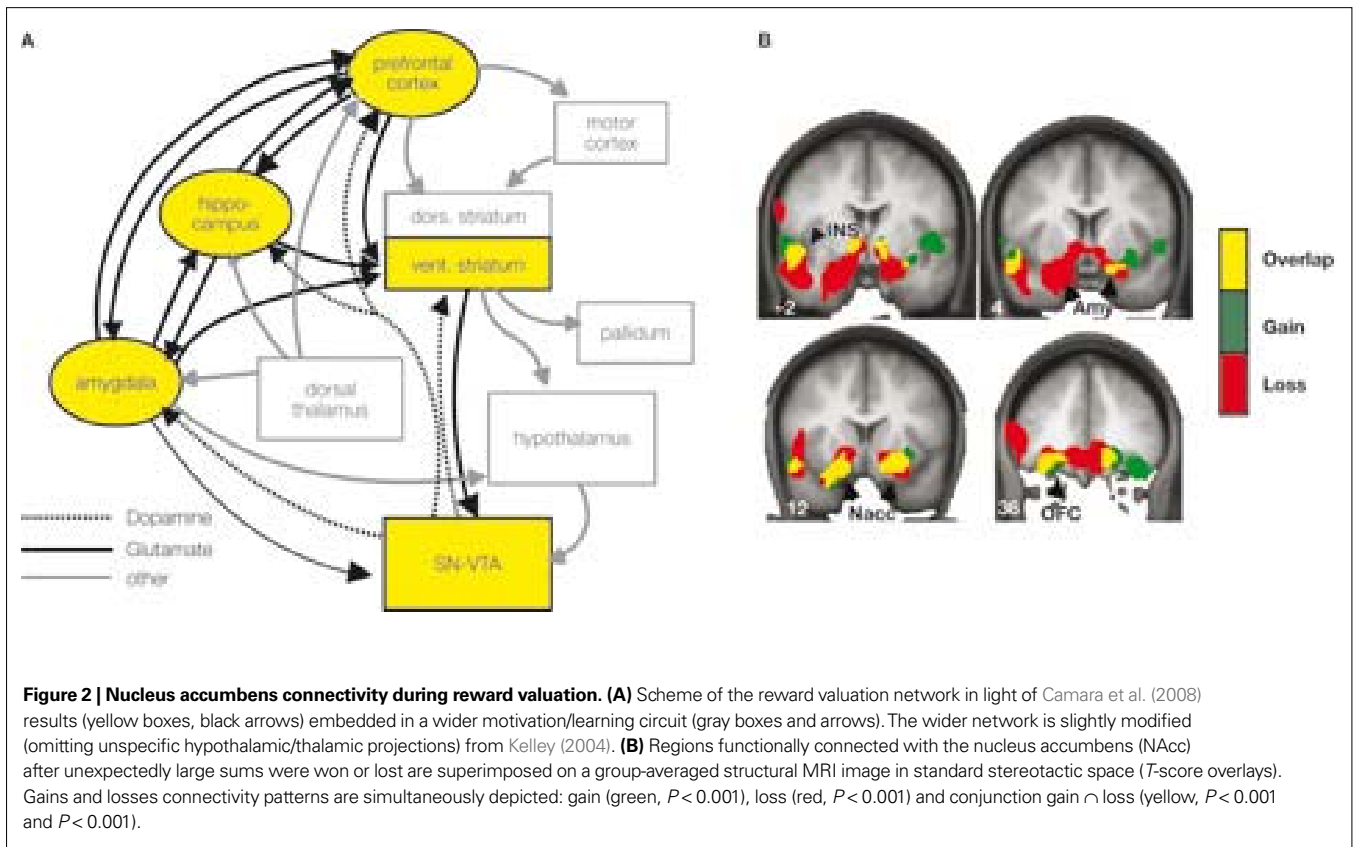 A
prefrontal
cortex
motor
cortex
hippo-
campus
dors. striatum
vent. striatum
pallidum
amygdala
dorsal
thalamus
hypothalamus
Dopamine
Glutamate
other
SN-VTA
B
INS
Amy
Nacc
12
OFC
36
Overlap
Gain
Loss
Figure 2 | Nucleus accumbens connectivity during reward valuation. (A) Scheme of the reward valuation network in light of Camara et al. (2008)
results (yellow boxes, black arrows) embedded in a wider motivation/learning circuit (gray boxes and arrows). The wider network is slightly modified
(omitting unspecific hypothalamic/thalamic projections) from Kelley (2004). (B) Regions functionally connected with the nucleus accumbens (NAcc)
after unexpectedly large sums were won or lost are superimposed on a group-averaged structural MRI image in standard stereotactic space (T-score overlays).
Gains and losses connectivity patterns are simultaneously depicted: gain (green, P < 0.001), loss (red, P < 0.001) and conjunction gain ∩ loss (yellow, P < 0.001
and P < 0.001).